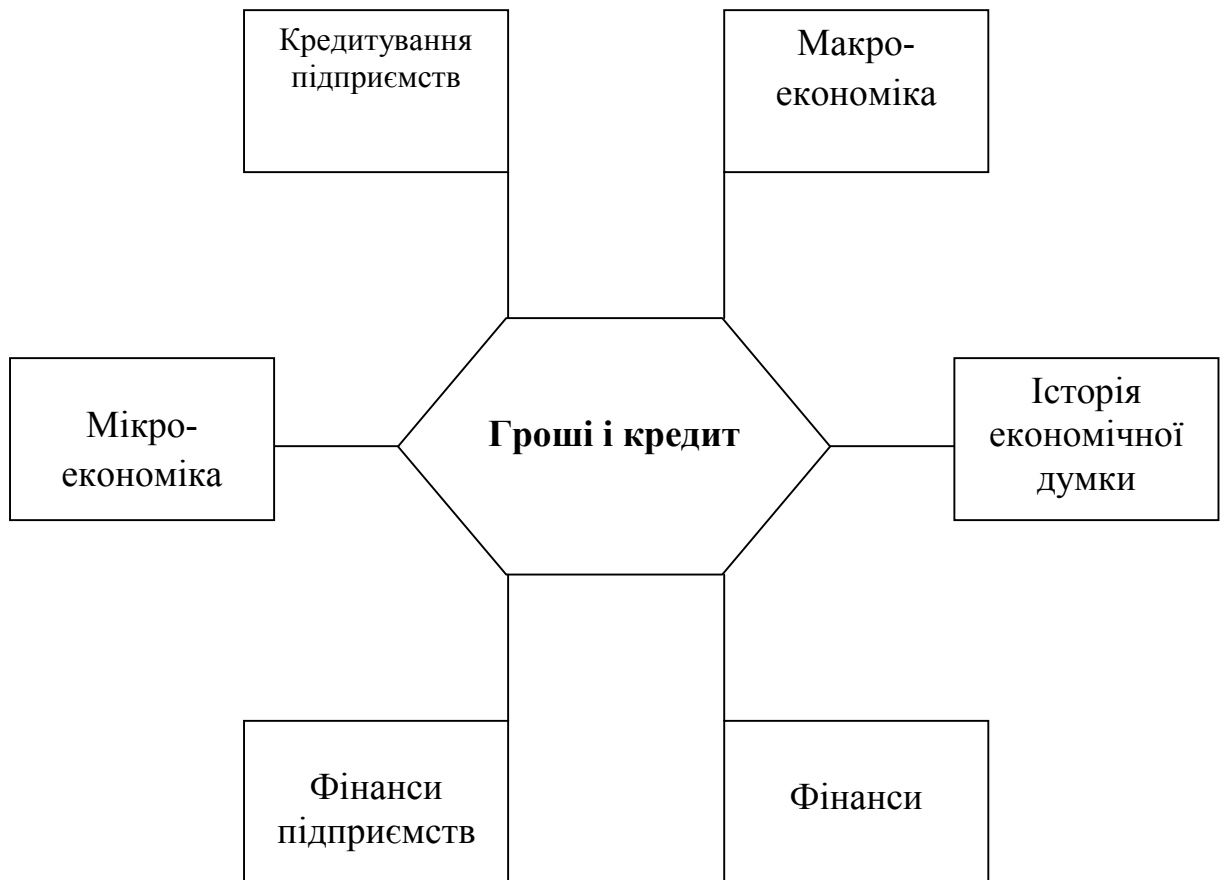 Кредитування
підприємств
Макро-
економіка
Мікро-
економіка
Гроші і кредит
Історія
економічної
думки
Фінанси
підприємств
Фінанси